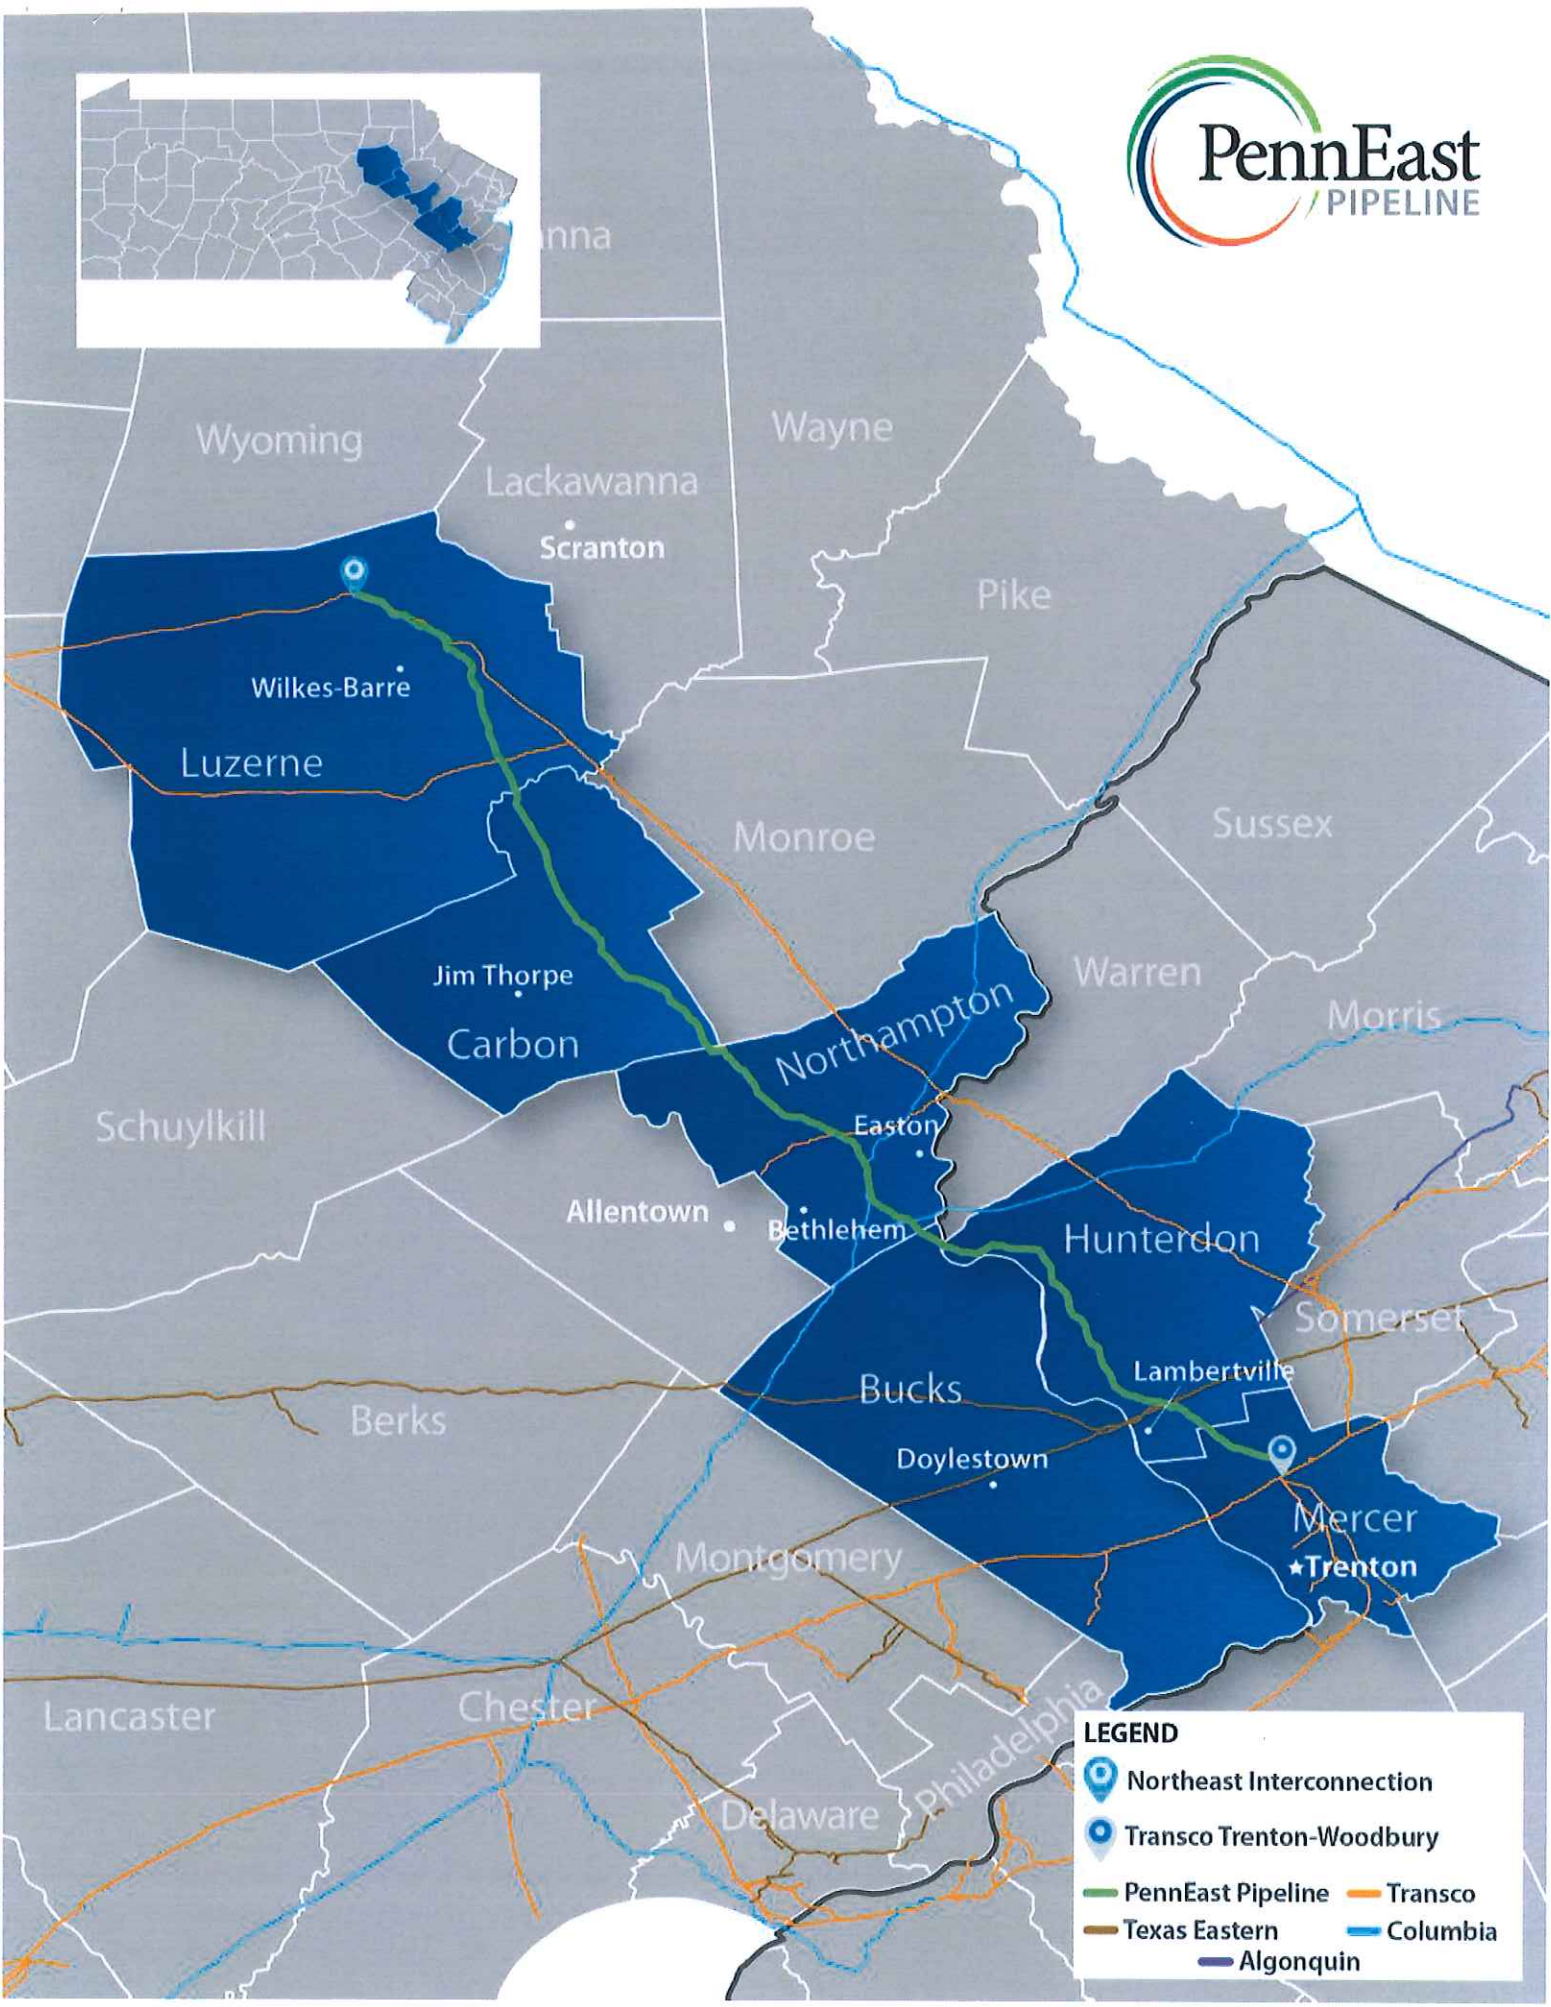 PennEast
PIPELINE
nna
Wyoming
Wayne
Lackawanna
Scranton
Pike
Wilkes-Barre
Luzerne
Monroe
Sussex
Jim Thorpe
Carbon
Northampton
Warren
Morris
Schuylkill
Easton
Allentown
Bethlehem
Hunterdon
Somerset
Lambertville
Bucks
Berks
Doylestown
Mercer
Trenton
Montgomery
Lancaster
Chester
Philadelphia
Delaware
LEGEND
Northeast Interconnection
Transco Trenton-Woodbury
PennEast Pipeline
Transco
Texas Eastern
Columbia
Algonquin